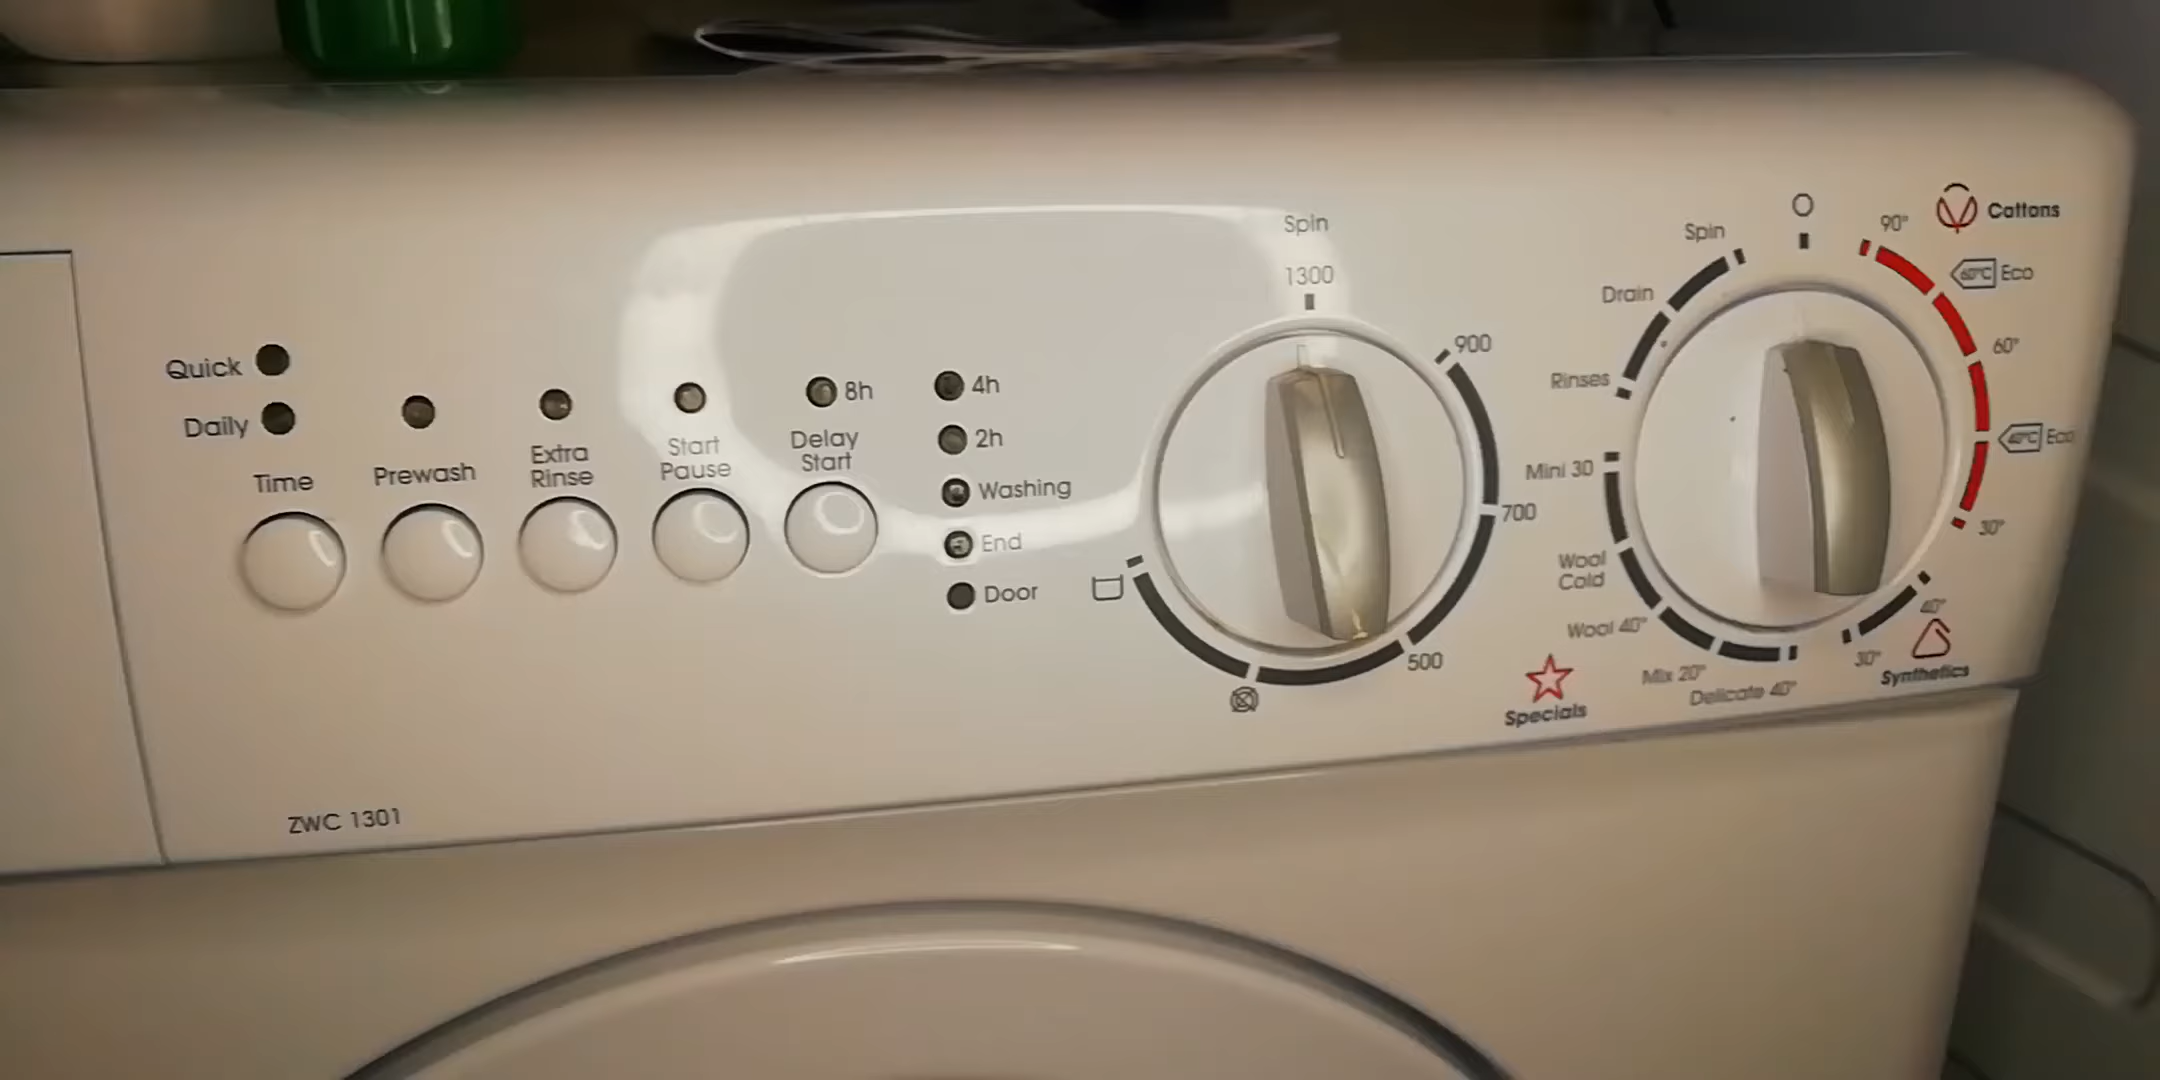 Quick
Daily
Time
Prewash
Extra
Rinse
Start
Pause
8h
Delay
Start
4h
2h
Washing
End
Door
ZWC 1301
Spin
1300
900
700
500
Spin
Drain
Rinses
Mini 30
Wool
Cold
Wool 40°
Mix 20°
Delicate 40°
Specials
90°
Cottons
60°C Eco
60°
40°C Eco
30°
40°
30°
Synthetics